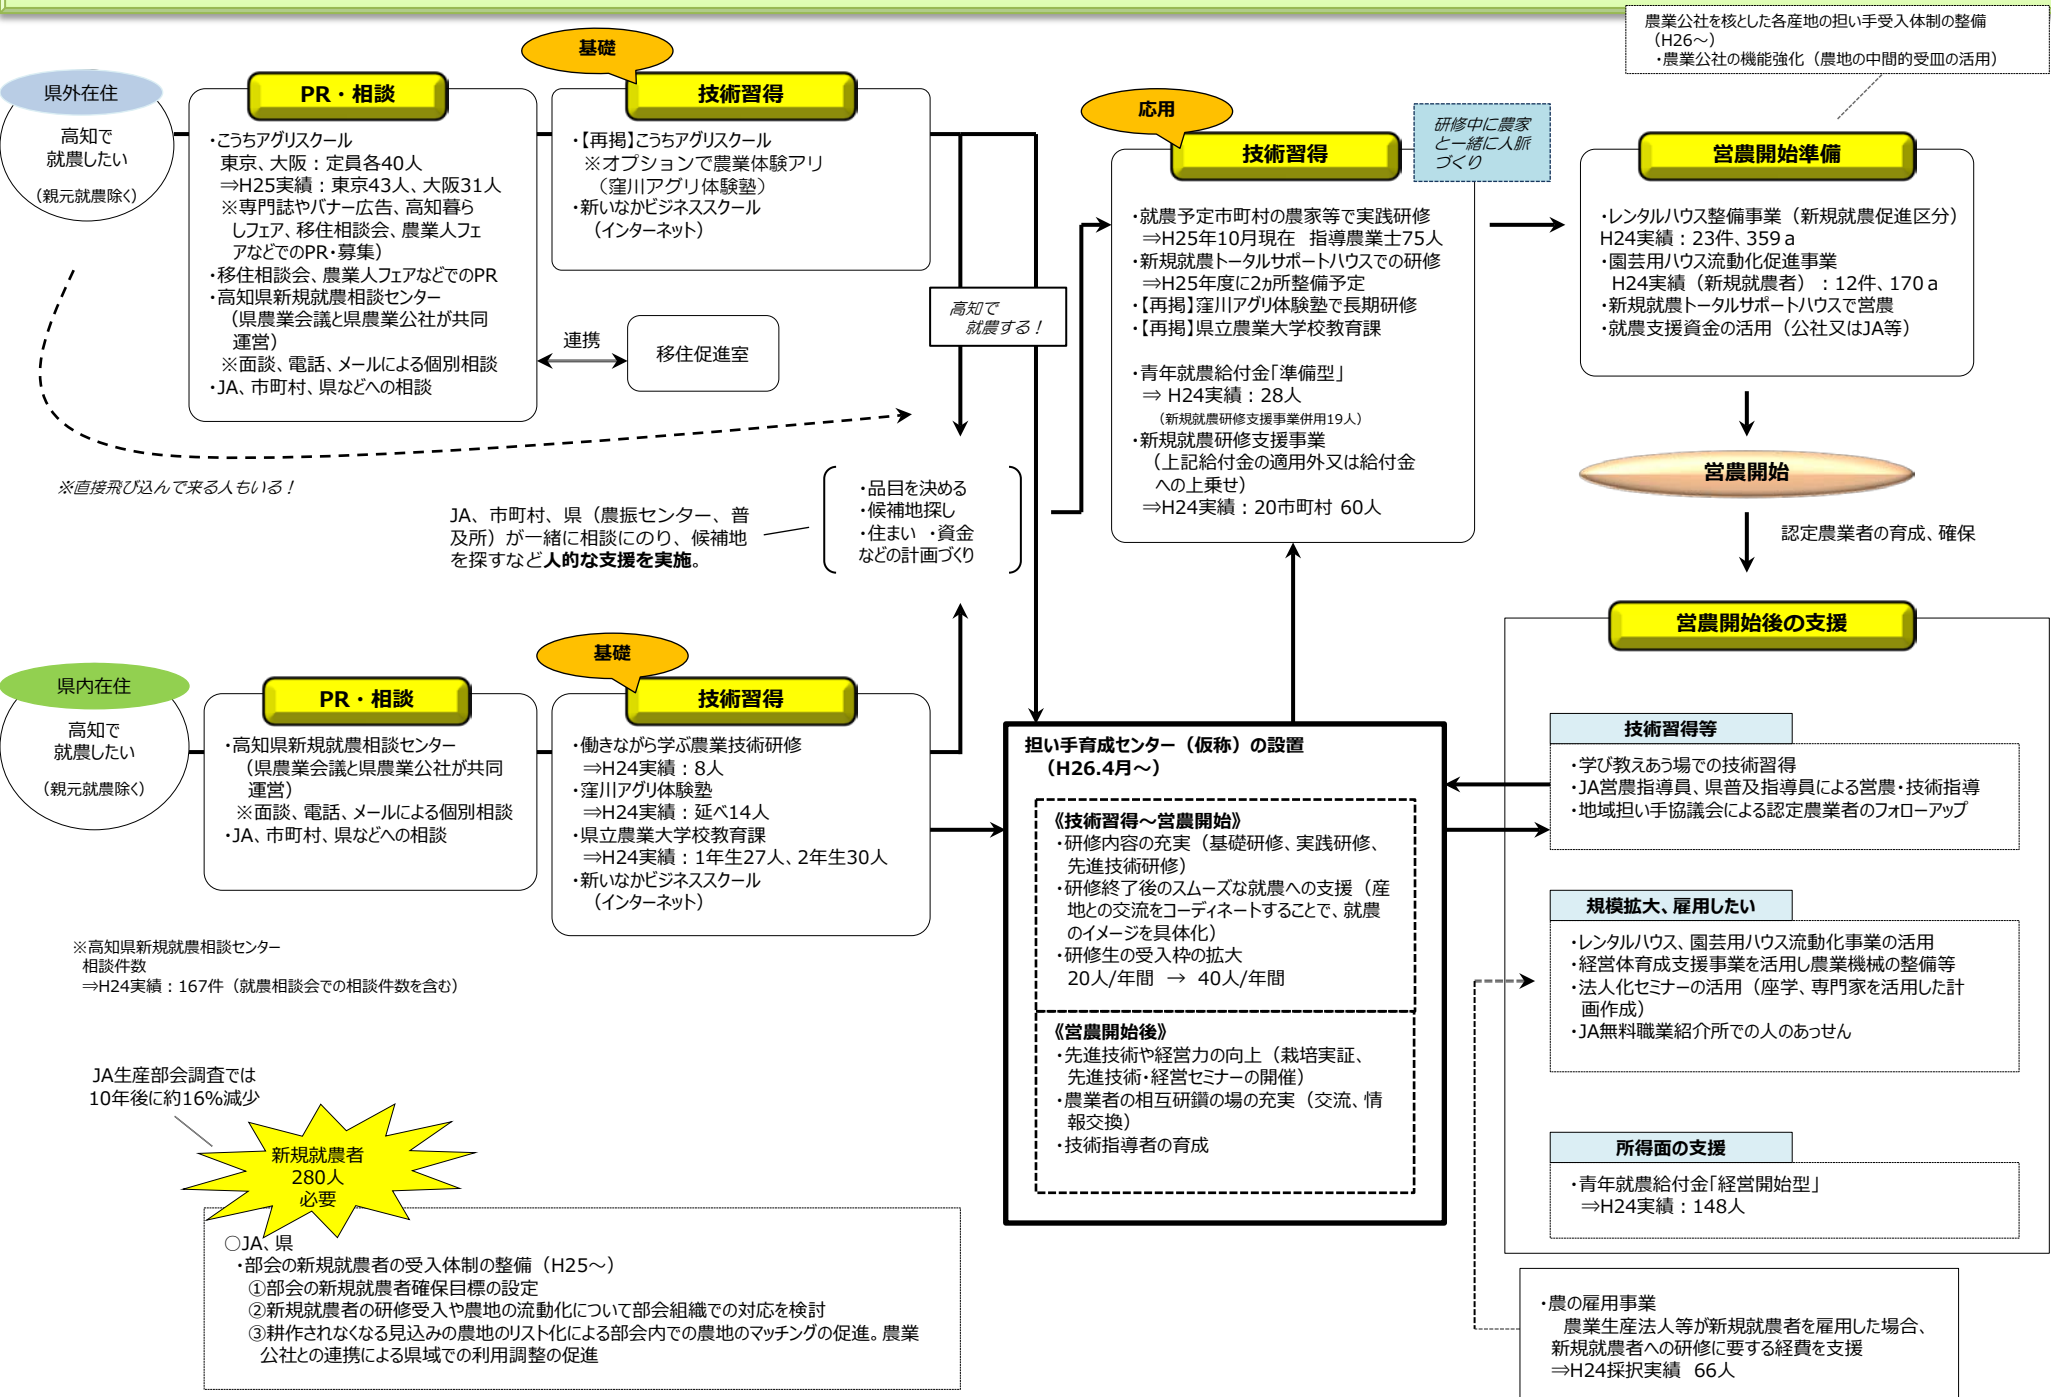 農業公社を核とした各産地の担い手受入体制の整備
（H26～）
・農業公社の機能強化（農地の中間的受皿の活用）
県外在住
高知で
就農したい
（親元就農除く）
PR・相談
・こうちアグリスクール
東京、大阪：定員各40人
⇒H25実績：東京43人、大阪31人
※専門誌やバナー広告、高知暮ら
しフェア、移住相談会、農業人フェ
アなどでのPR・募集）
・移住相談会、農業人フェアなどでのPR
・高知県新規就農相談センター
（県農業会議と県農業公社が共同
運営）
※面談、電話、メールによる個別相談
・JA、市町村、県などへの相談
基礎
技術習得
・【再掲】こうちアグリスクール
※オプションで農業体験アリ
（窪川アグリ体験塾）
・新いなかビジネススクール
（インターネット）
連携
移住促進室
高知で
就農する！
※直接飛び込んで来る人もいる！
JA、市町村、県（農振センター、普
及所）が一緒に相談にのり、候補地
を探すなど人的な支援を実施。
・品目を決める
・候補地探し
・住まい ・資金
などの計画づくり
応用
技術習得
研修中に農家
と一緒に人脈
づくり
・就農予定市町村の農家等で実践研修
⇒H25年10月現在 指導農業士75人
・新規就農トータルサポートハウスでの研修
⇒H25年度に2ヵ所整備予定
・【再掲】窪川アグリ体験塾で長期研修
・【再掲】県立農業大学校教育課
・青年就農給付金「準備型」
⇒ H24実績：28人
（新規就農研修支援事業併用19人）
・新規就農研修支援事業
（上記給付金の適用外又は給付金
への上乗せ）
⇒H24実績：20市町村 60人
営農開始準備
・レンタルハウス整備事業（新規就農促進区分）
H24実績：23件、359ａ
・園芸用ハウス流動化促進事業
H24実績（新規就農者）：12件、170ａ
・新規就農トータルサポートハウスで営農
・就農支援資金の活用（公社又はJA等）
営農開始
認定農業者の育成、確保
県内在住
高知で
就農したい
（親元就農除く）
PR・相談
・高知県新規就農相談センター
（県農業会議と県農業公社が共同
運営）
※面談、電話、メールによる個別相談
・JA、市町村、県などへの相談
基礎
技術習得
・働きながら学ぶ農業技術研修
⇒H24実績：8人
・窪川アグリ体験塾
⇒H24実績：延べ14人
・県立農業大学校教育課
⇒H24実績：1年生27人、2年生30人
・新いなかビジネススクール
（インターネット）
※高知県新規就農相談センター
相談件数
⇒H24実績：167件（就農相談会での相談件数を含む）
担い手育成センター（仮称）の設置
（H26.4月～）
《技術習得～営農開始》
・研修内容の充実（基礎研修、実践研修、
先進技術研修）
・研修終了後のスムーズな就農への支援（産
地との交流をコーディネートすることで、就農
のイメージを具体化）
・研修生の受入枠の拡大
20人/年間 → 40人/年間
《営農開始後》
・先進技術や経営力の向上（栽培実証、
先進技術・経営セミナーの開催）
・農業者の相互研鑽の場の充実（交流、情
報交換）
・技術指導者の育成
営農開始後の支援
技術習得等
・学び教えあう場での技術習得
・JA営農指導員、県普及指導員による営農・技術指導
・地域担い手協議会による認定農業者のフォローアップ
規模拡大、雇用したい
・レンタルハウス、園芸用ハウス流動化事業の活用
・経営体育成支援事業を活用し農業機械の整備等
・法人化セミナーの活用（座学、専門家を活用した計
画作成）
・JA無料職業紹介所での人のあっせん
所得面の支援
・青年就農給付金「経営開始型」
⇒H24実績：148人
・農の雇用事業
農業生産法人等が新規就農者を雇用した場合、
新規就農者への研修に要する経費を支援
⇒H24採択実績 66人
JA生産部会調査では
10年後に約16%減少
新規就農者
280人
必要
○JA、県
・部会の新規就農者の受入体制の整備（H25～）
①部会の新規就農者確保目標の設定
②新規就農者の研修受入や農地の流動化について部会組織での対応を検討
③耕作されなくなる見込みの農地のリスト化による部会内での農地のマッチングの促進。農業
公社との連携による県域での利用調整の促進